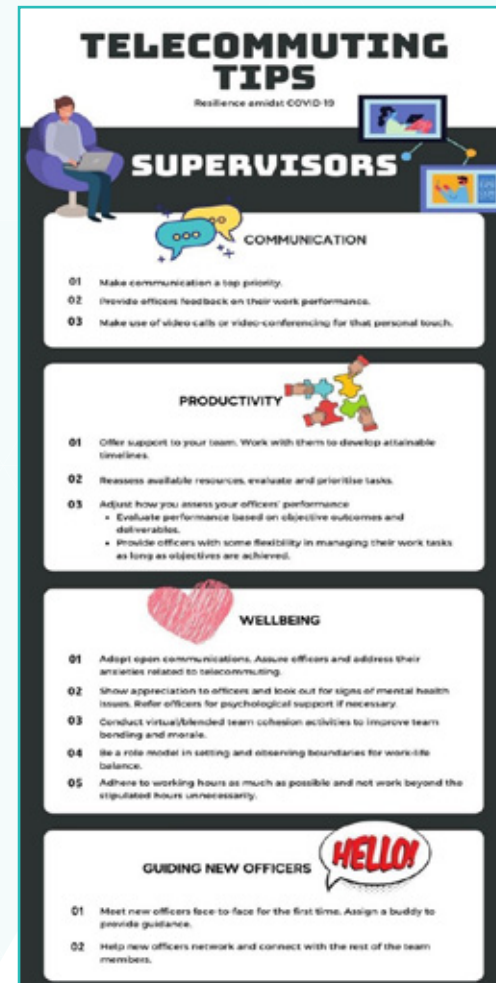 TELECOMMUTING
TIPS
Resilience amidst COVID-19
SUPERVISORS
COMMUNICATION
01 Make communication a top priority.
02 Provide officers feedback on their work performance.
03 Make use of video-calls or video-conferencing for that personal touch.
PRODUCTIVITY
01 Offer support to your team. Work with them to develop attainable
timelines.
02 Reassess available resources, evaluate and prioritise tasks.
03 Adjust how you assess your officers' performance
• Evaluate performance based on objective outcomes and
deliverables.
• Provide officers with some flexibility in managing their work tasks
as long as objectives are achieved.
WELLBEING
01 Adopt open communications. Assure officers and address their
anxieties related to telecommuting.
02 Show appreciation to officers and look out for signs of mental health
issues. Refer officers for psychological support if necessary.
03 Conduct virtual/blended team cohesion activities to improve team
bonding and morale.
04 Be a role model in setting and observing boundaries for work-life
balance.
05 Adhere to working hours as much as possible and not work beyond the
stipulated hours unnecessarily.
HELLO!
GUIDING NEW OFFICERS
01 Meet new officers face-to-face for the first time. Assign a buddy to
provide guidance.
02 Help new officers network and connect with the rest of the team
members.